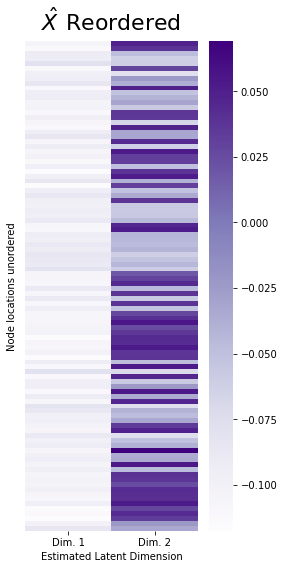 X̂ Reordered
Node locations unordered
Dim. 1
Dim. 2
Estimated Latent Dimension
0.050
0.025
0.000
−0.025
−0.050
−0.075
−0.100